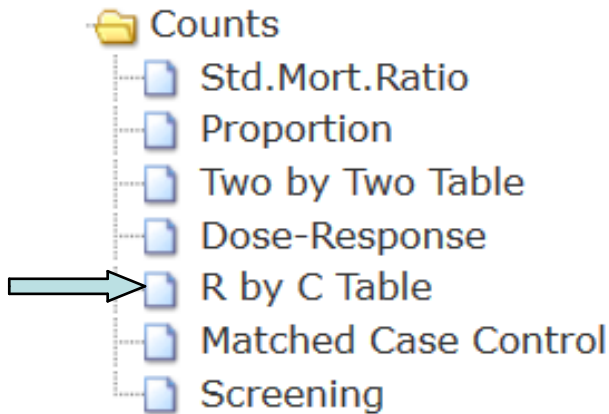 Counts
Std.Mort.Ratio
Proportion
Two by Two Table
Dose-Response
R by C Table
Matched Case Control
Screening